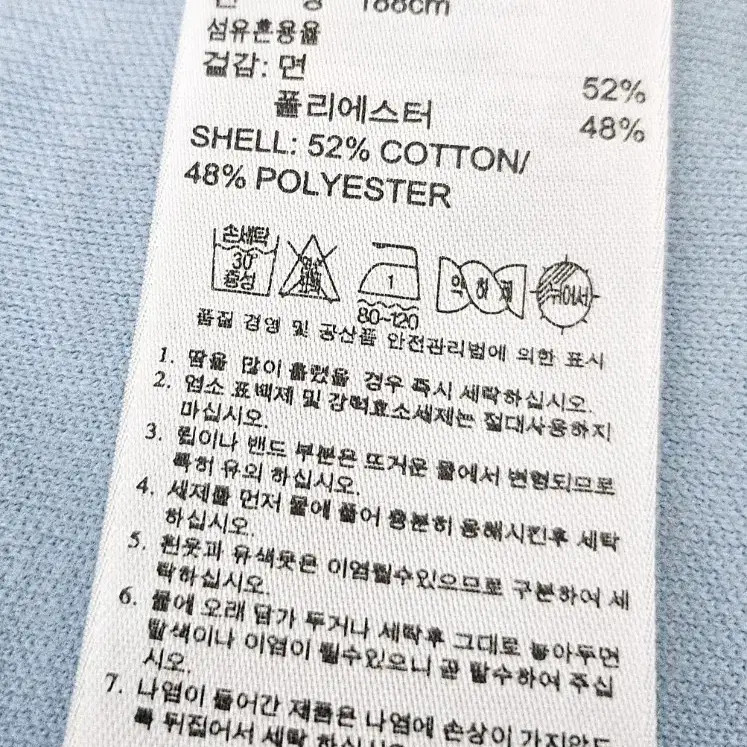 188cm
섬유혼용율
겉감: 면 52%
폴리에스터 48%
SHELL: 52% COTTON/
48% POLYESTER
손세탁
30°
중성
염소
표백
1
80~120
약하게
뉘어서
품질 경영 및 공산품 안전관리법에 의한 표시
1. 땀을 많이 흘렸을 경우 즉시 세탁하십시오.
2. 염소 표백제 및 강력효소세제는 절대사용하지
마십시오.
3. 립이나 밴드 부분은 뜨거운 물에서 변형되므로
특히 유의 하십시오.
4. 세제를 먼저 물에 풀어 충분히 용해시킨후 세탁
하십시오.
5. 흰옷과 유색옷은 이염될수있으므로 구분하여 세
탁하십시오.
6. 물에 오래 담가 두거나 세탁후 그대로 놓아두면
탈색이나 이염이 될수있으니 곧 탈수하여 주십
시오.
7. 나염이 들어간 제품은 나염에 손상이 가지않도
록 뒤집어서 세탁 하십시오.